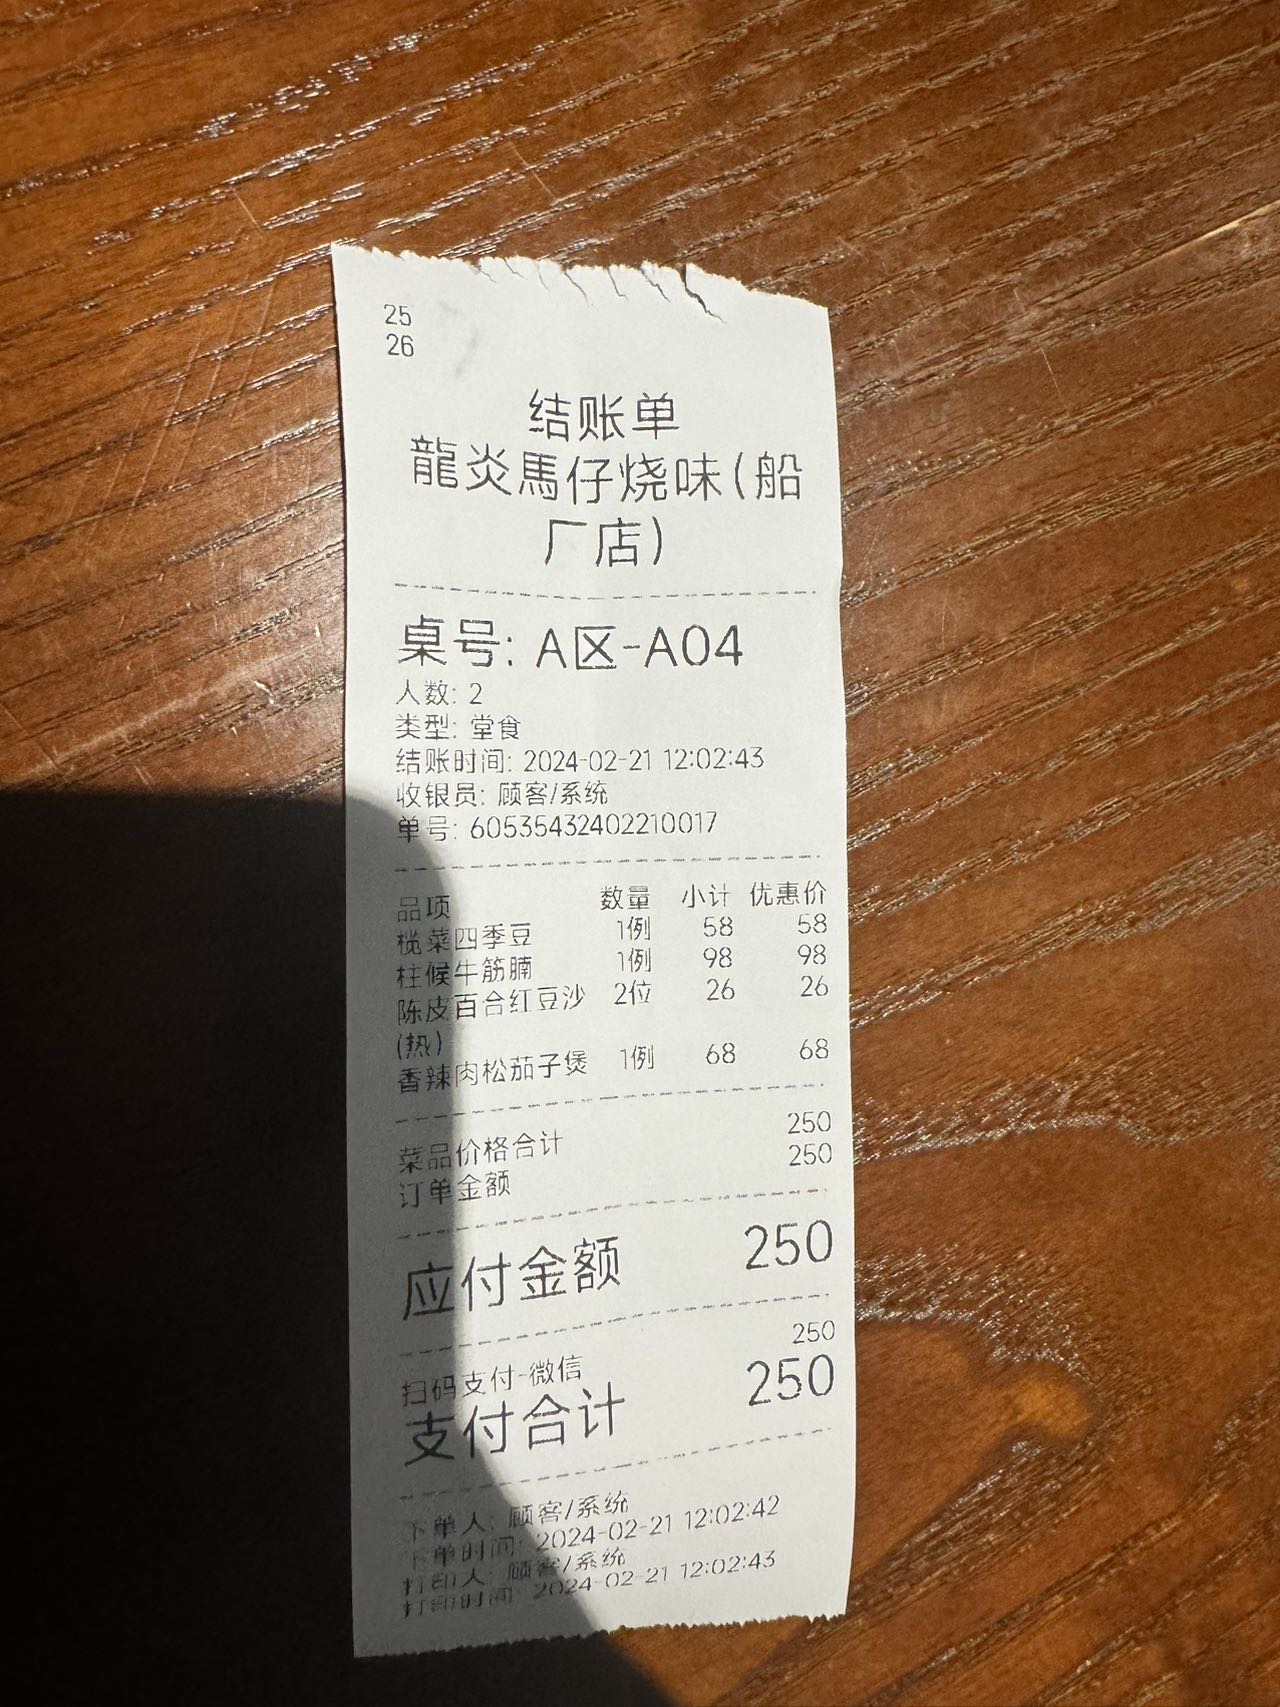 25
26
结账单
龍炎馬仔烧味(船
厂店)
桌号: A区-A04
人数: 2
类型: 堂食
结账时间: 2024-02-21 12:02:43
收银员: 顾客/系统
单号: 60535432402210017
品项 数量 小计 优惠价
榄菜四季豆 1例 58 58
柱候牛筋腩 1例 98 98
陈皮百合红豆沙 2位 26 26
(热)
香辣肉松茄子煲 1例 68 68
菜品价格合计 250
订单金额 250
应付金额 250
扫码支付-微信 250
支付合计 250
下单人: 顾客/系统
下单时间: 2024-02-21 12:02:42
打印人: 顾客/系统
打印时间: 2024-02-21 12:02:43